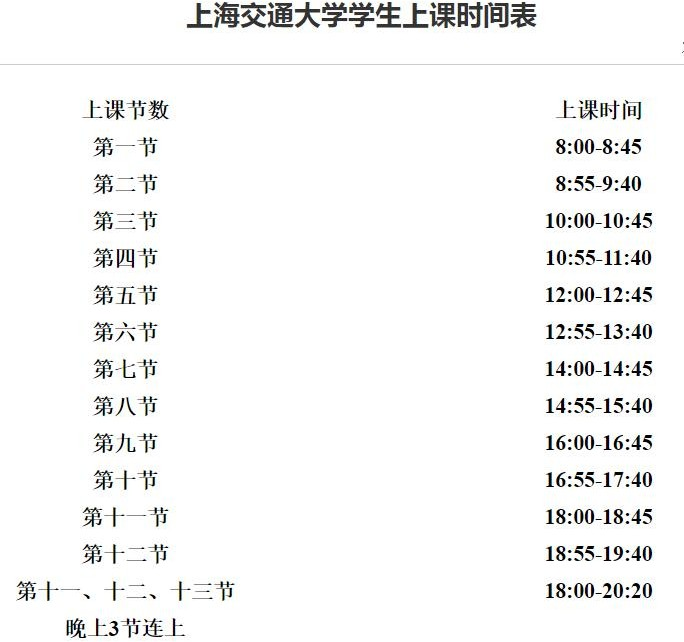 上海交通大学学生上课时间表
上课节数 上课时间
第一节 8:00-8:45
第二节 8:55-9:40
第三节 10:00-10:45
第四节 10:55-11:40
第五节 12:00-12:45
第六节 12:55-13:40
第七节 14:00-14:45
第八节 14:55-15:40
第九节 16:00-16:45
第十节 16:55-17:40
第十一节 18:00-18:45
第十二节 18:55-19:40
第十一、十二、十三节 18:00-20:20
晚上3节连上